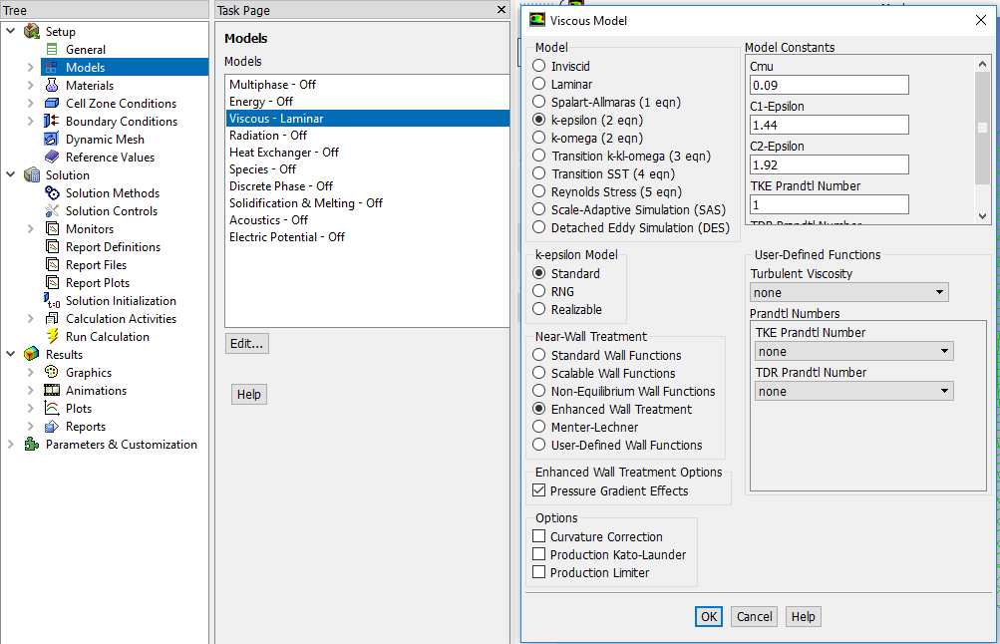 Tree
Setup
General
Models
Materials
Cell Zone Conditions
Boundary Conditions
Dynamic Mesh
Reference Values
Solution
Solution Methods
Solution Controls
Monitors
Report Definitions
Report Files
Report Plots
Solution Initialization
Calculation Activities
Run Calculation
Results
Graphics
Animations
Plots
Reports
Parameters & Customization
Task Page
Models
Models
Multiphase - Off
Energy - Off
Viscous - Laminar
Radiation - Off
Heat Exchanger - Off
Species - Off
Discrete Phase - Off
Solidification & Melting - Off
Acoustics - Off
Electric Potential - Off
Edit...
Help
Viscous Model
Model
Inviscid
Laminar
Spalart-Allmaras (1 eqn)
k-epsilon (2 eqn)
k-omega (2 eqn)
Transition k-kl-omega (3 eqn)
Transition SST (4 eqn)
Reynolds Stress (5 eqn)
Scale-Adaptive Simulation (SAS)
Detached Eddy Simulation (DES)
k-epsilon Model
Standard
RNG
Realizable
Near-Wall Treatment
Standard Wall Functions
Scalable Wall Functions
Non-Equilibrium Wall Functions
Enhanced Wall Treatment
Menter-Lechner
User-Defined Wall Functions
Enhanced Wall Treatment Options
Pressure Gradient Effects
Options
Curvature Correction
Production Kato-Launder
Production Limiter
Model Constants
Cmu
0.09
C1-Epsilon
1.44
C2-Epsilon
1.92
TKE Prandtl Number
1
TDR Prandtl Number
User-Defined Functions
Turbulent Viscosity
none
Prandtl Numbers
TKE Prandtl Number
none
TDR Prandtl Number
none
OK
Cancel
Help